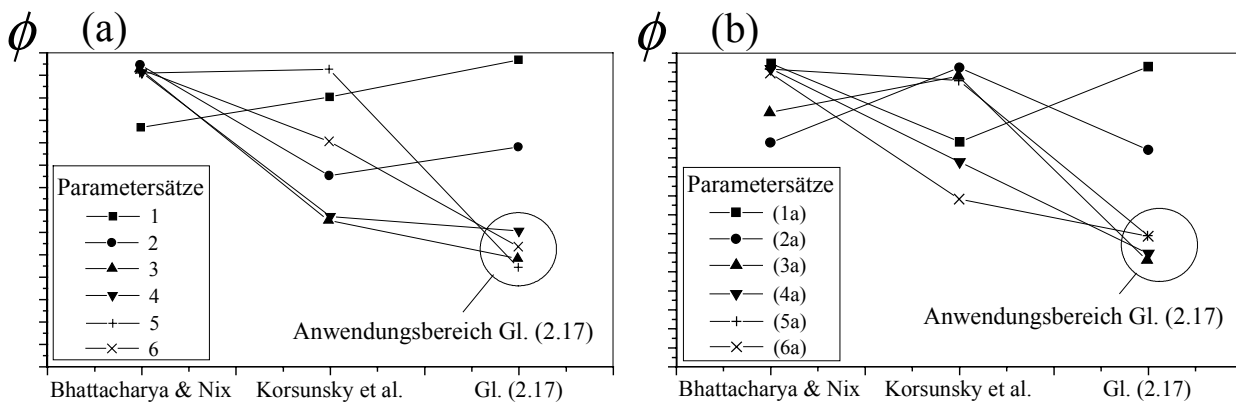 ϕ (a)
Parametersätze
1
2
3
4
5
6
Anwendungsbereich Gl. (2.17)
Bhattacharya & Nix Korsunsky et al. Gl. (2.17)
ϕ (b)
Parametersätze
(1a)
(2a)
(3a)
(4a)
(5a)
(6a)
Anwendungsbereich Gl. (2.17)
Bhattacharya & Nix Korsunsky et al. Gl. (2.17)